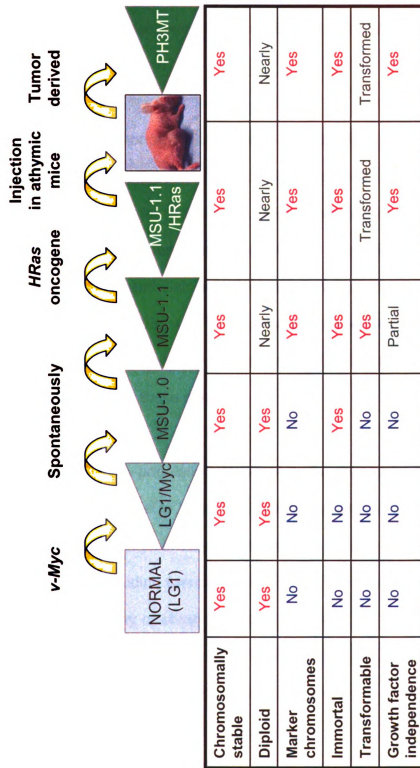 v-Myc
Spontaneously
HRas
oncogene
Injection
in athymic
mice
Tumor
derived
NORMAL
(LG1)
LG1/Myc
MSU-1.0
MSU-1.1
MSU-1.1
/HRas
PH3MT
Chromosomally
stable
Yes
Yes
Yes
Yes
Yes
Yes
Diploid
Yes
Yes
Yes
Nearly
Nearly
Nearly
Marker
chromosomes
No
No
No
Yes
Yes
Yes
Immortal
No
No
Yes
Yes
Yes
Yes
Transformable
No
No
No
Yes
Transformed
Transformed
Growth factor
independence
No
No
No
Partial
Yes
Yes